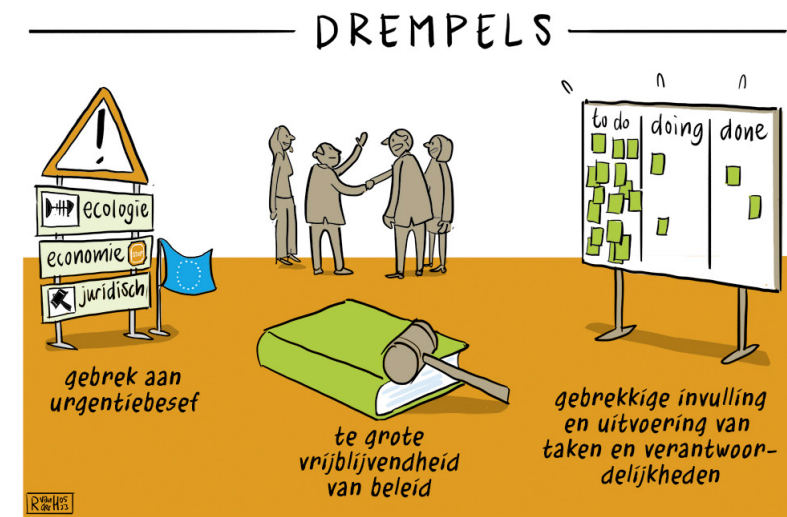 DREMPELS
ecologie
economie
juridisch
to do
doing
done
gebrek aan
urgentiebesef
te grote
vrijblijvendheid
van beleid
gebrekkige invulling
en uitvoering van
taken en verantwoor-
delijkheden